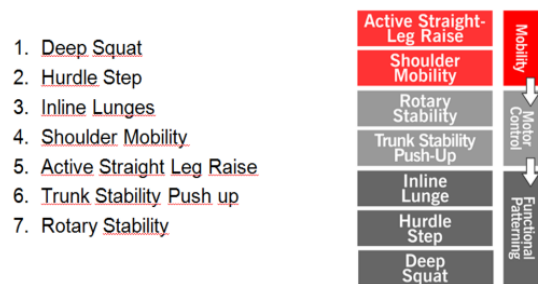 1. Deep Squat
2. Hurdle Step
3. Inline Lunges
4. Shoulder Mobility
5. Active Straight Leg Raise
6. Trunk Stability Push up
7. Rotary Stability
Active Straight-
Leg Raise
Shoulder
Mobility
Rotary
Stability
Trunk Stability
Push-Up
Inline
Lunge
Hurdle
Step
Deep
Squat
Mobility
Motor
Control
Functional
Patterning